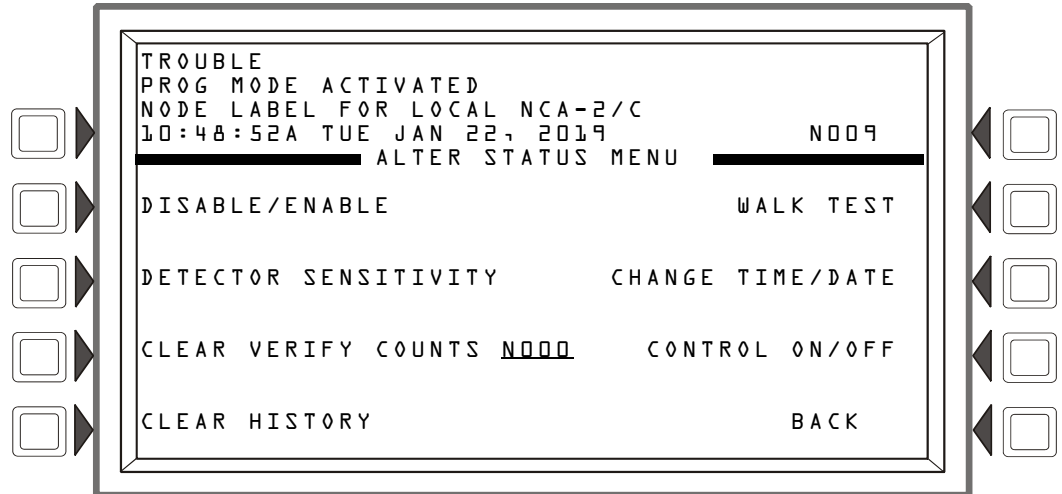 TROUBLE
PROG MODE ACTIVATED
NODE LABEL FOR LOCAL NCA-2/C
10:48:52A TUE JAN 22, 2019 N009
ALTER STATUS MENU
DISABLE/ENABLE WALK TEST
DETECTOR SENSITIVITY CHANGE TIME/DATE
CLEAR VERIFY COUNTS N000 CONTROL ON/OFF
CLEAR HISTORY BACK